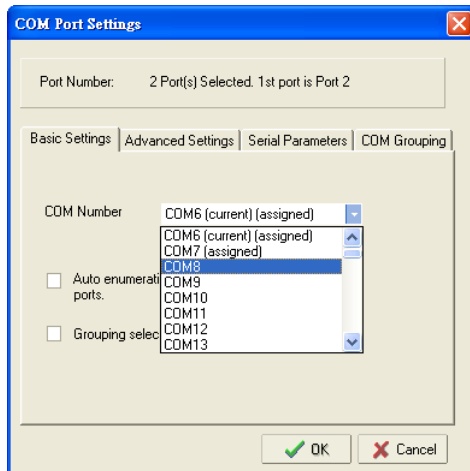 COM Port Settings
Port Number: 2 Port(s) Selected. 1st port is Port 2
Basic Settings Advanced Settings Serial Parameters COM Grouping
COM Number COM6 (current) (assigned)
COM6 (current) (assigned)
COM7 (assigned)
COM8
Auto enumerati
COM9
ports.
COM10
COM11
Grouping selec
COM12
COM13
OK Cancel